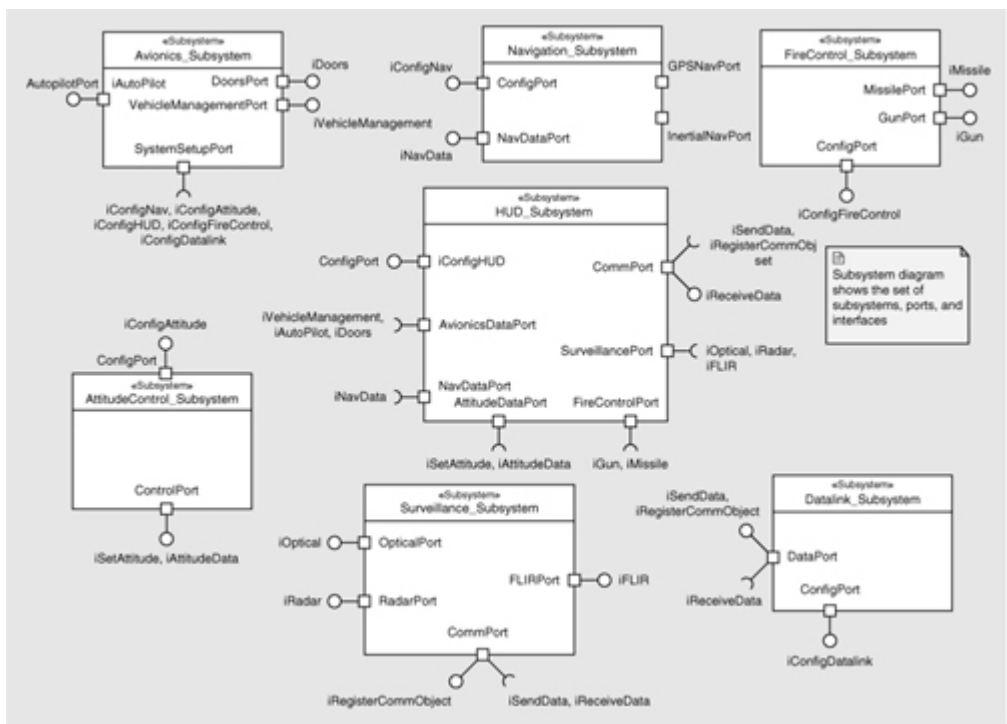 «Subsystem»
Avionics_Subsystem
AutopilotPort
iAutoPilot
DoorsPort
iDoors
VehicleManagementPort
iVehicleManagement
SystemSetupPort
iConfigNav, iConfigAttitude,
iConfigHUD, iConfigFireControl,
iConfigDatalink
«Subsystem»
Navigation_Subsystem
iConfigNav
ConfigPort
GPSNavPort
NavDataPort
iNavData
InertialNavPort
«Subsystem»
FireControl_Subsystem
iMissile
MissilePort
GunPort
iGun
ConfigPort
iConfigFireControl
«Subsystem»
HUD_Subsystem
ConfigPort
iConfigHUD
CommPort
iSendData,
iRegisterCommObj
set
iReceiveData
iVehicleManagement,
iAutoPilot, iDoors
AvionicsDataPort
SurveillancePort
iOptical, iRadar,
iFLIR
iNavData
NavDataPort
AttitudeDataPort
FireControlPort
iSetAttitude, iAttitudeData
iGun, iMissile
Subsystem diagram
shows the set of
subsystems, ports, and
interfaces
iConfigAttitude
ConfigPort
«Subsystem»
AttitudeControl_Subsystem
ControlPort
iSetAttitude, iAttitudeData
«Subsystem»
Surveillance_Subsystem
iOptical
OpticalPort
FLIRPort
iFLIR
iRadar
RadarPort
CommPort
iRegisterCommObject
iSendData, iReceiveData
«Subsystem»
Datalink_Subsystem
iSendData,
iRegisterCommObject
DataPort
iReceiveData
ConfigPort
iConfigDatalink